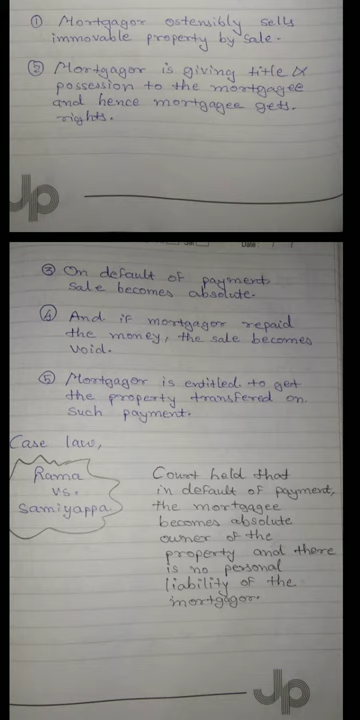 ① Mortgagor ostensibly sells
immovable property by sale.
② Mortgagor is giving title &
possession to the mortgagee
and hence mortgagee gets.
rights.
Jp
Date :
③ On default of payment,
sale becomes absolute.
④ And if mortgagor repaid
the money, the sale becomes
void.
⑤ Mortgagor is entitled. to get
the property transferred on.
such payment.
Case law,
Rama
vs.
Samiyappa
Court held that
in default of payment,
the mortgagee
becomes absolute
owner of the
property and there
is no personal
liability of the
mortgagor.
Jp